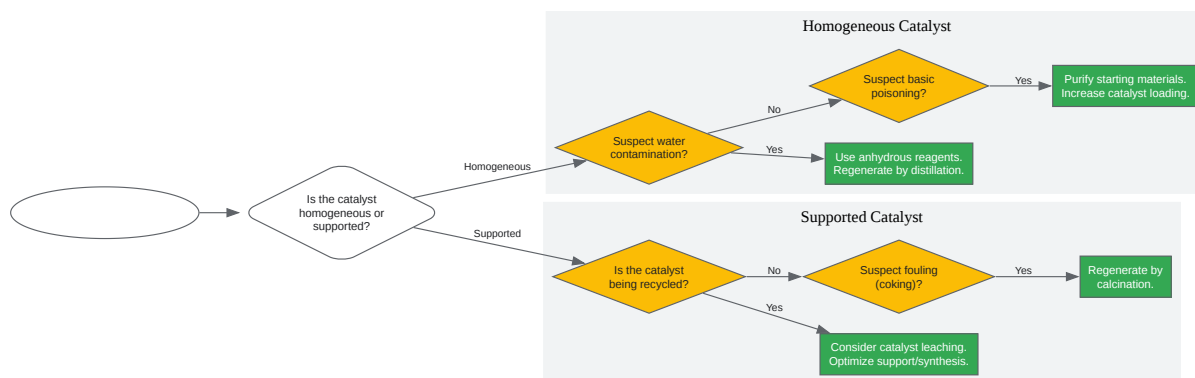 Homogeneous Catalyst
Suspect basic
poisoning?
Yes
Purify starting materials.
Increase catalyst loading.
No
Suspect water
contamination?
Yes
Use anhydrous reagents.
Regenerate by distillation.
Homogeneous
Is the catalyst
homogeneous or
supported?
Supported
Supported Catalyst
Is the catalyst
being recycled?
No
Suspect fouling
(coking)?
Yes
Regenerate by
calcination.
Yes
Consider catalyst leaching.
Optimize support/synthesis.